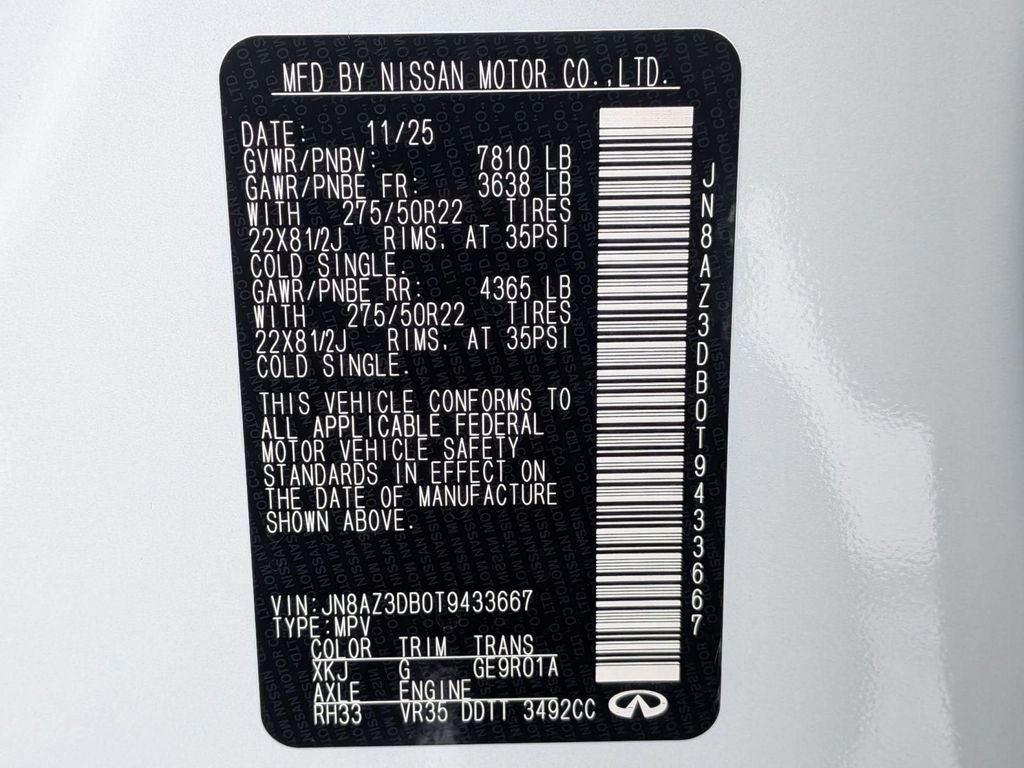 MFD BY NISSAN MOTOR CO.,LTD.
DATE: 11/25
GVWR/PNBV: 7810 LB
GAWR/PNBE FR: 3638 LB
WITH 275/50R22 TIRES
22X81/2J RIMS, AT 35PSI
COLD SINGLE.
GAWR/PNBE RR: 4365 LB
WITH 275/50R22 TIRES
22X81/2J RIMS, AT 35PSI
COLD SINGLE.
THIS VEHICLE CONFORMS TO
ALL APPLICABLE FEDERAL
MOTOR VEHICLE SAFETY
STANDARDS IN EFFECT ON
THE DATE OF MANUFACTURE
SHOWN ABOVE.
VIN:JN8AZ3DB0T9433667
TYPE:MPV
COLOR TRIM TRANS
XKJ G GE9R01A
AXLE ENGINE
RH33 VR35 DDTT 3492CC
JN8AZ3DB0T9433667